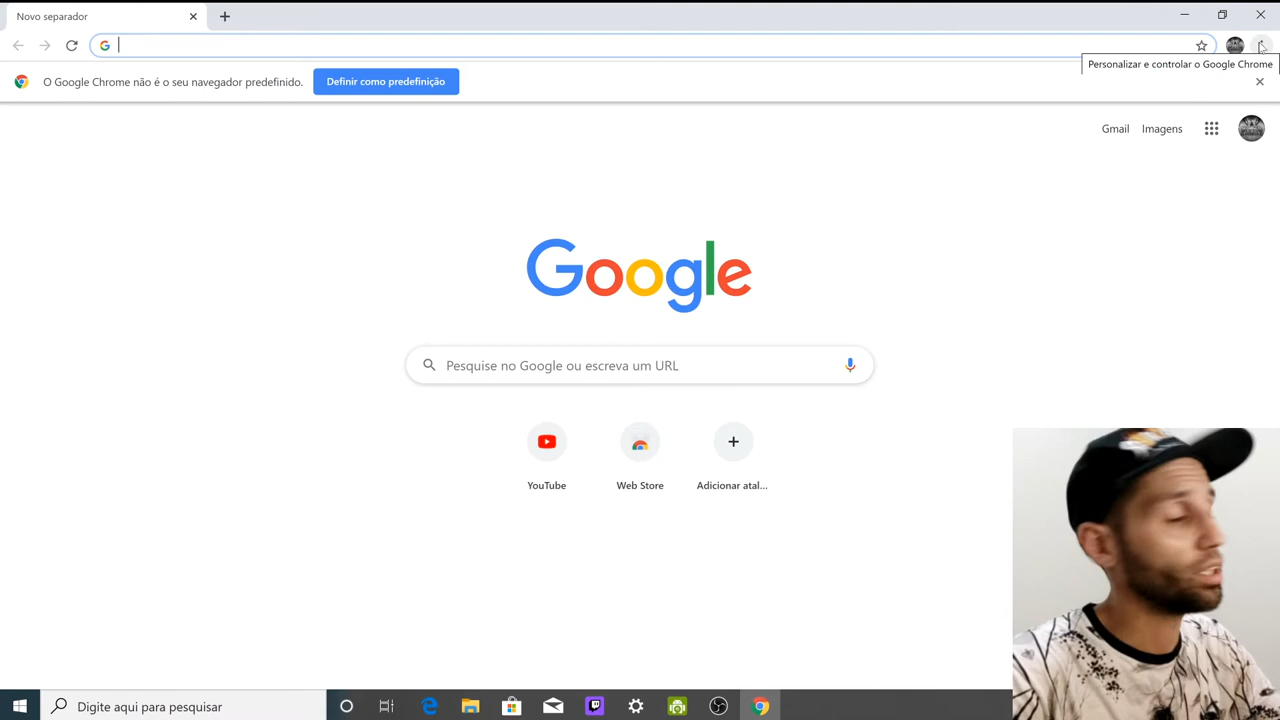 Novo separador
Personalizar e controlar o Google Chrome
O Google Chrome não é o seu navegador predefinido.
Definir como predefinição
Gmail
Imagens
Google
Pesquise no Google ou escreva um URL
YouTube
Web Store
Adicionar atal...
Digite aqui para pesquisar